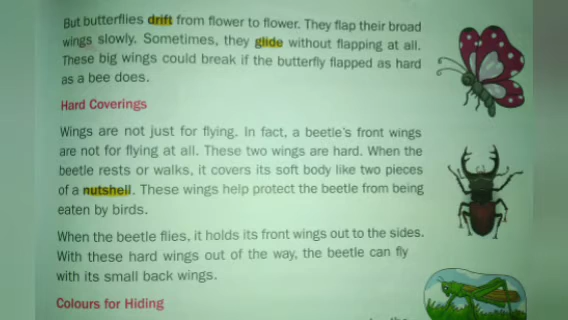 But butterflies drift from flower to flower. They flap their broad
wings slowly. Sometimes, they glide without flapping at all.
These big wings could break if the butterfly flapped as hard
as a bee does.
Hard Coverings
Wings are not just for flying. In fact, a beetle's front wings
are not for flying at all. These two wings are hard. When the
beetle rests or walks, it covers its soft body like two pieces
of a nutshell. These wings help protect the beetle from being
eaten by birds.
When the beetle flies, it holds its front wings out to the sides.
With these hard wings out of the way, the beetle can fly
with its small back wings.
Colours for Hiding